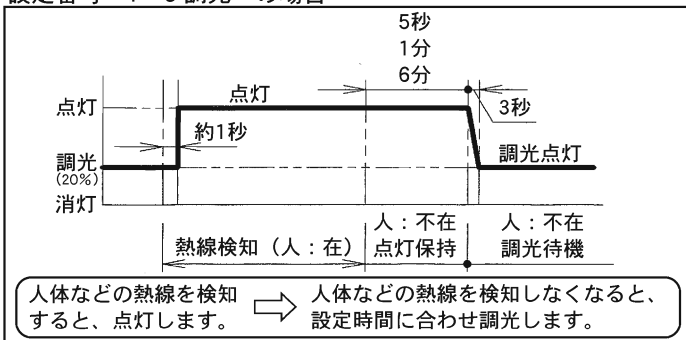 5秒
1分
6分
点灯
点灯
3秒
約1秒
調光
(20%)
調光点灯
消灯
熱線検知（人：在）
人：不在
点灯保持
人：不在
調光待機
人体などの熱線を検知
すると、点灯します。
人体などの熱線を検知しなくなると、
設定時間に合わせ調光します。